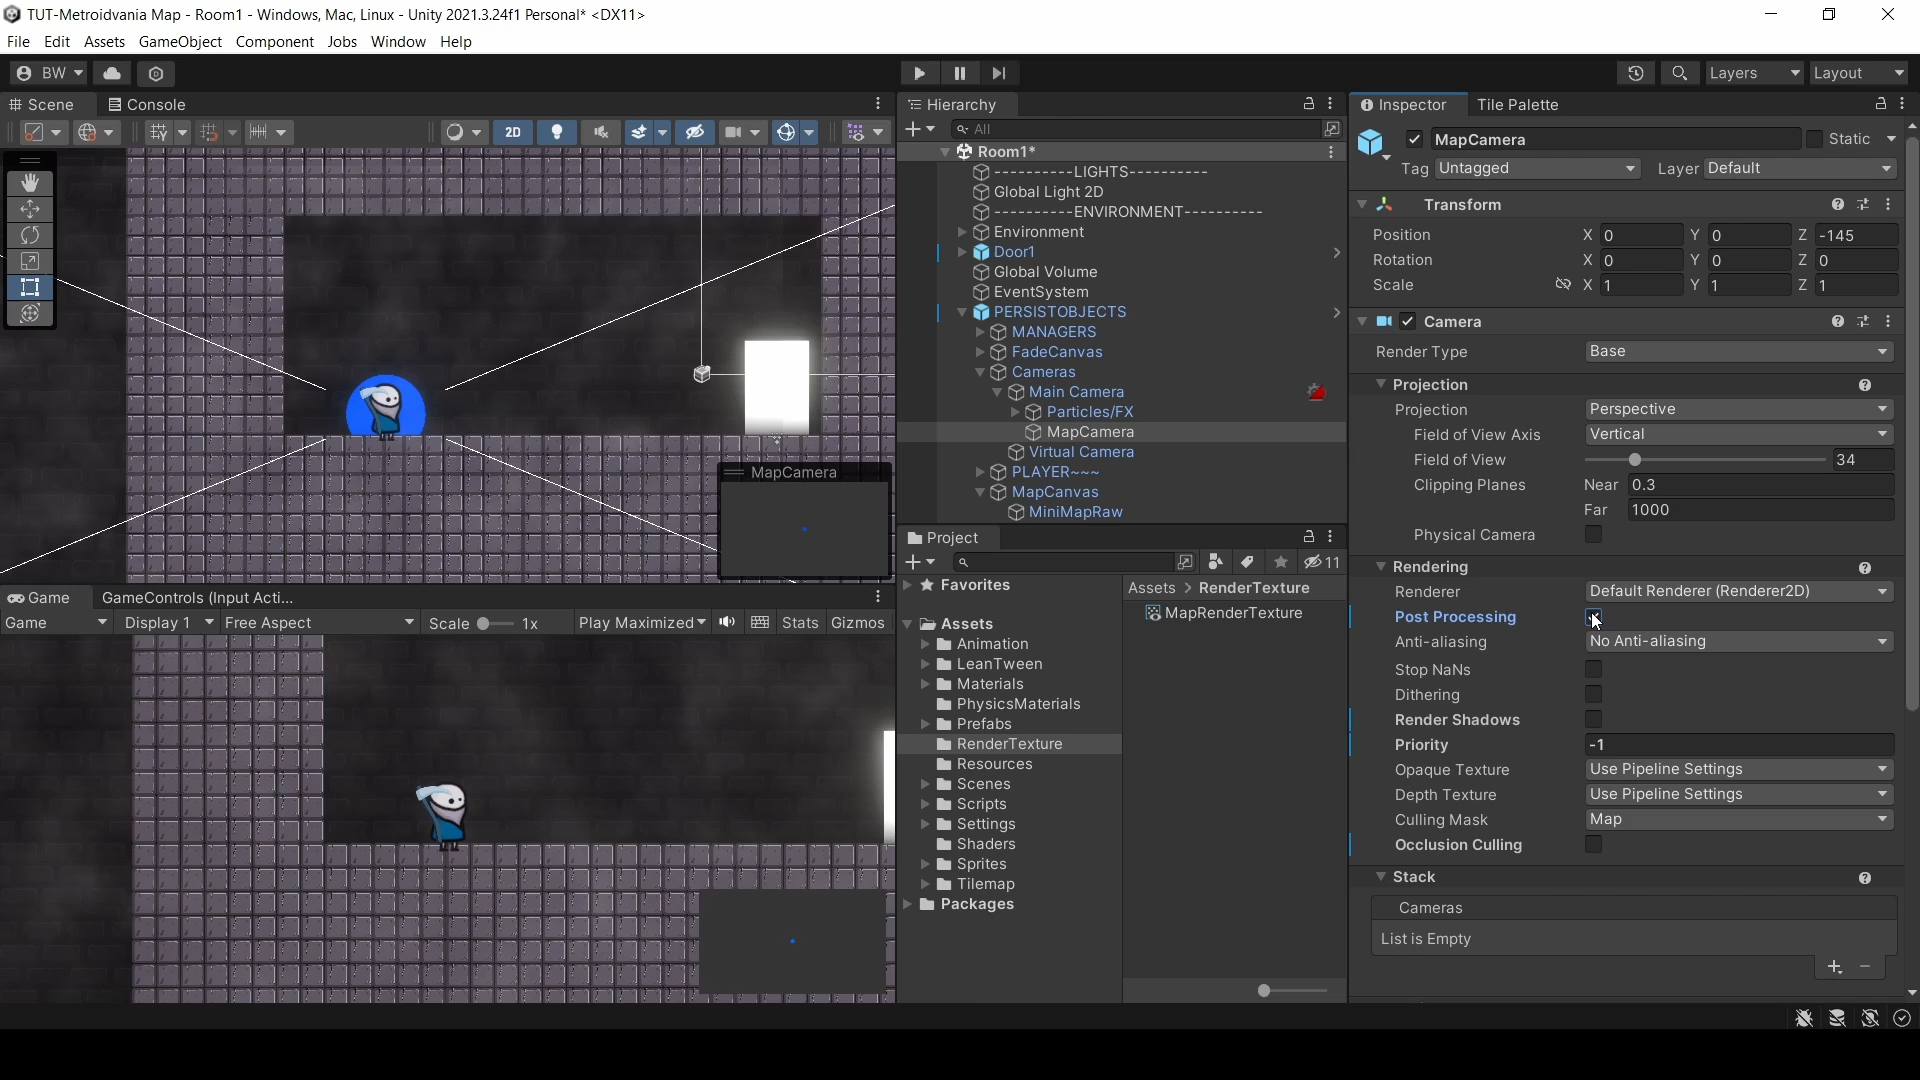 TUT-Metroidvania Map - Room1 - Windows, Mac, Linux - Unity 2021.3.24f1 Personal* <DX11>
File Edit Assets GameObject Component Jobs Window Help
BW Layers Layout
Scene Console
2D
MapCamera
Game GameControls (Input Acti...
Game Display 1 Free Aspect Scale 1x Play Maximized Stats Gizmos
Hierarchy
All
Room1*
----------LIGHTS----------
Global Light 2D
----------ENVIRONMENT----------
Environment
Door1
Global Volume
EventSystem
PERSISTOBJECTS
MANAGERS
FadeCanvas
Cameras
Main Camera
Particles/FX
MapCamera
Virtual Camera
PLAYER~~~
MapCanvas
MiniMapRaw
Project
11
Favorites
Assets
Animation
LeanTween
Materials
PhysicsMaterials
Prefabs
RenderTexture
Resources
Scenes
Scripts
Settings
Shaders
Sprites
Tilemap
Packages
Assets > RenderTexture
MapRenderTexture
Inspector Tile Palette
MapCamera Static
Tag Untagged Layer Default
Transform
Position X 0 Y 0 Z -145
Rotation X 0 Y 0 Z 0
Scale X 1 Y 1 Z 1
Camera
Render Type Base
Projection
Projection Perspective
Field of View Axis Vertical
Field of View 34
Clipping Planes Near 0.3
Far 1000
Physical Camera
Rendering
Renderer Default Renderer (Renderer2D)
Post Processing
Anti-aliasing No Anti-aliasing
Stop NaNs
Dithering
Render Shadows
Priority -1
Opaque Texture Use Pipeline Settings
Depth Texture Use Pipeline Settings
Culling Mask Map
Occlusion Culling
Stack
Cameras
List is Empty